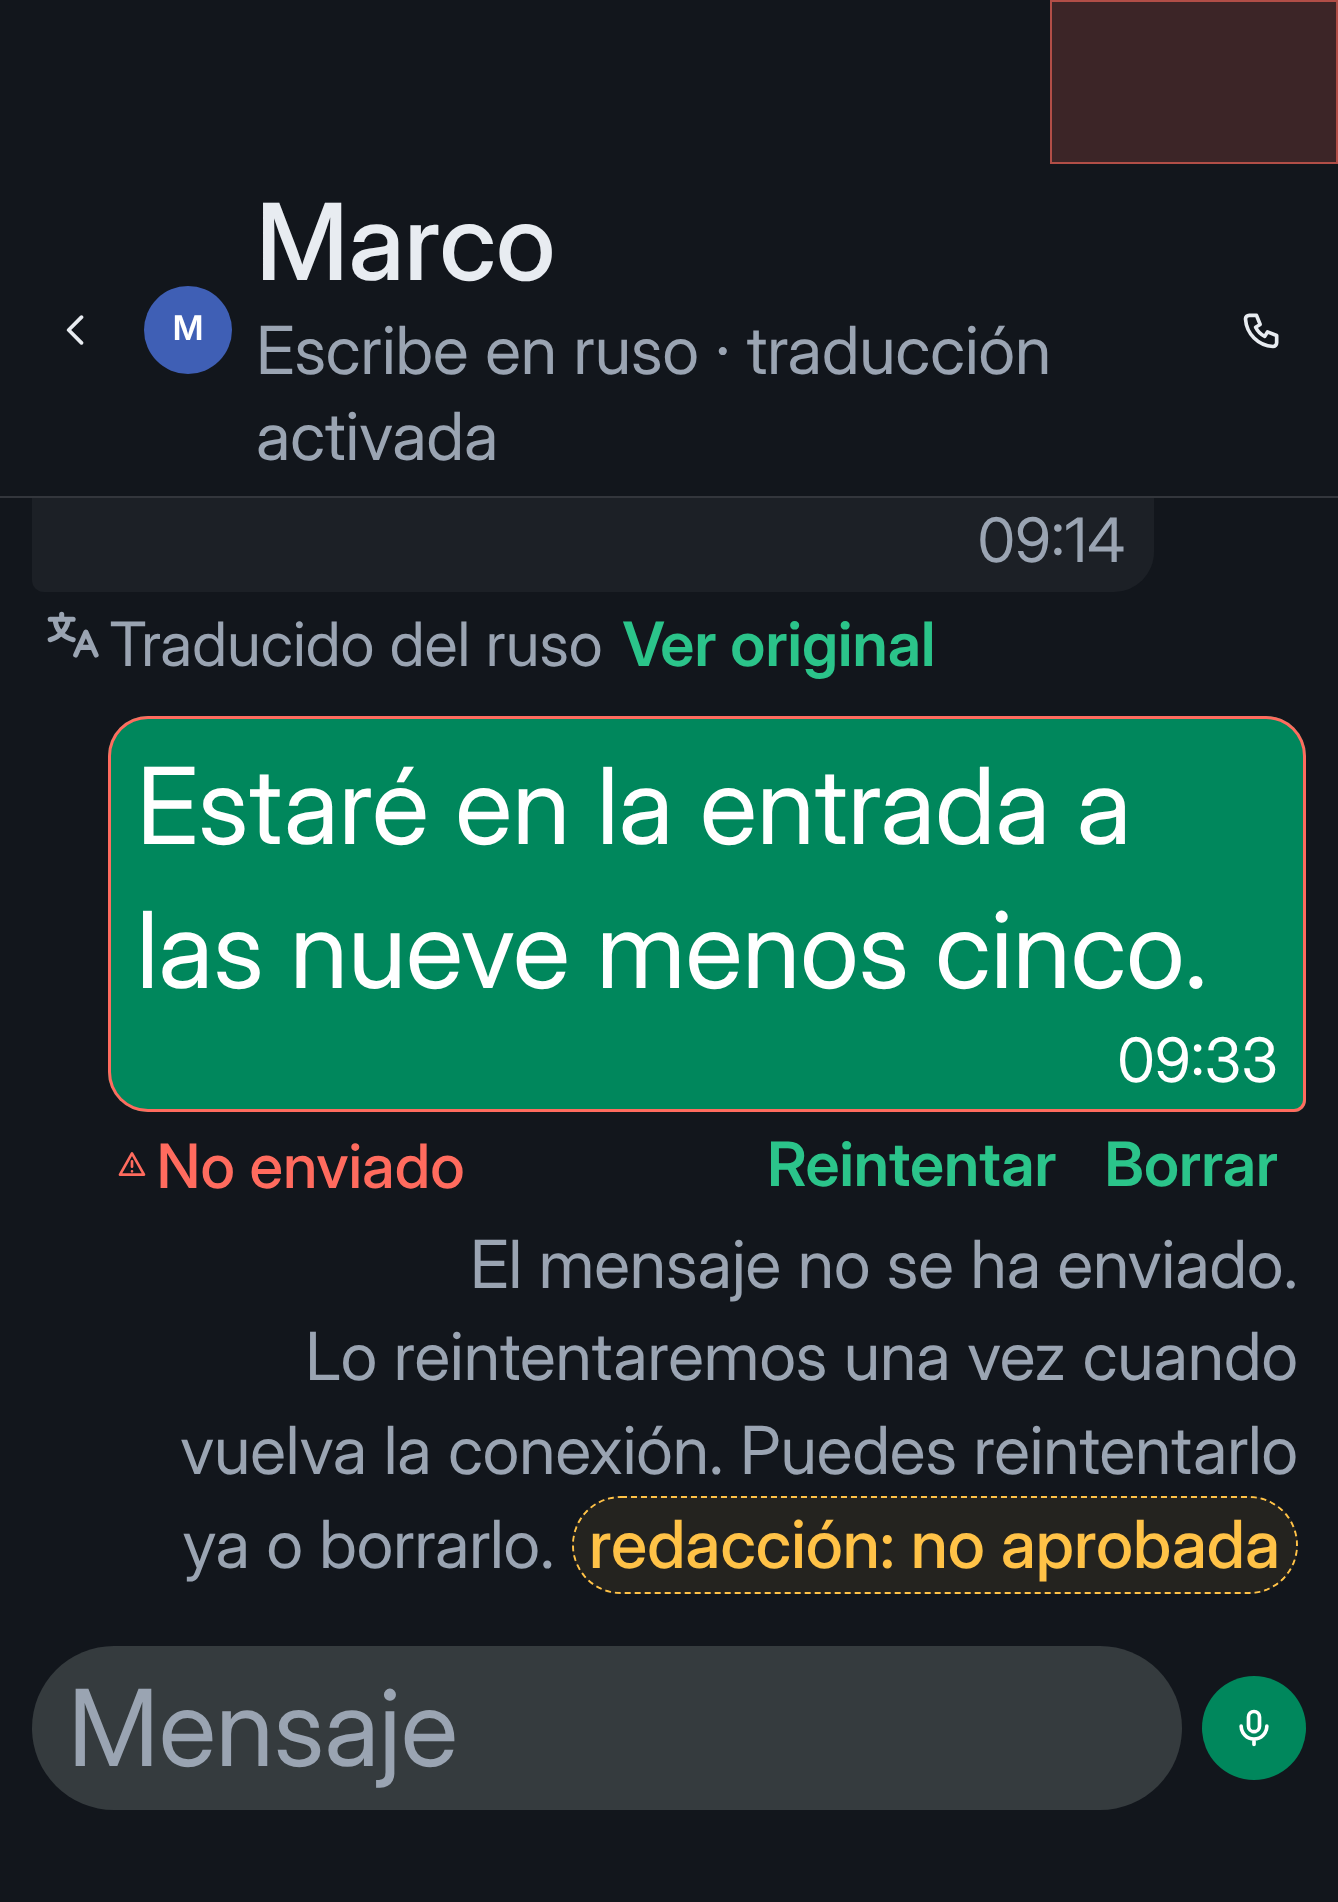 Marco
M
Escribe en ruso · traducción
activada
09:14
Traducido del ruso Ver original
Estaré en la entrada a
las nueve menos cinco.
09:33
No enviado Reintentar Borrar
El mensaje no se ha enviado.
Lo reintentaremos una vez cuando
vuelva la conexión. Puedes reintentarlo
ya o borrarlo. redacción: no aprobada
Mensaje